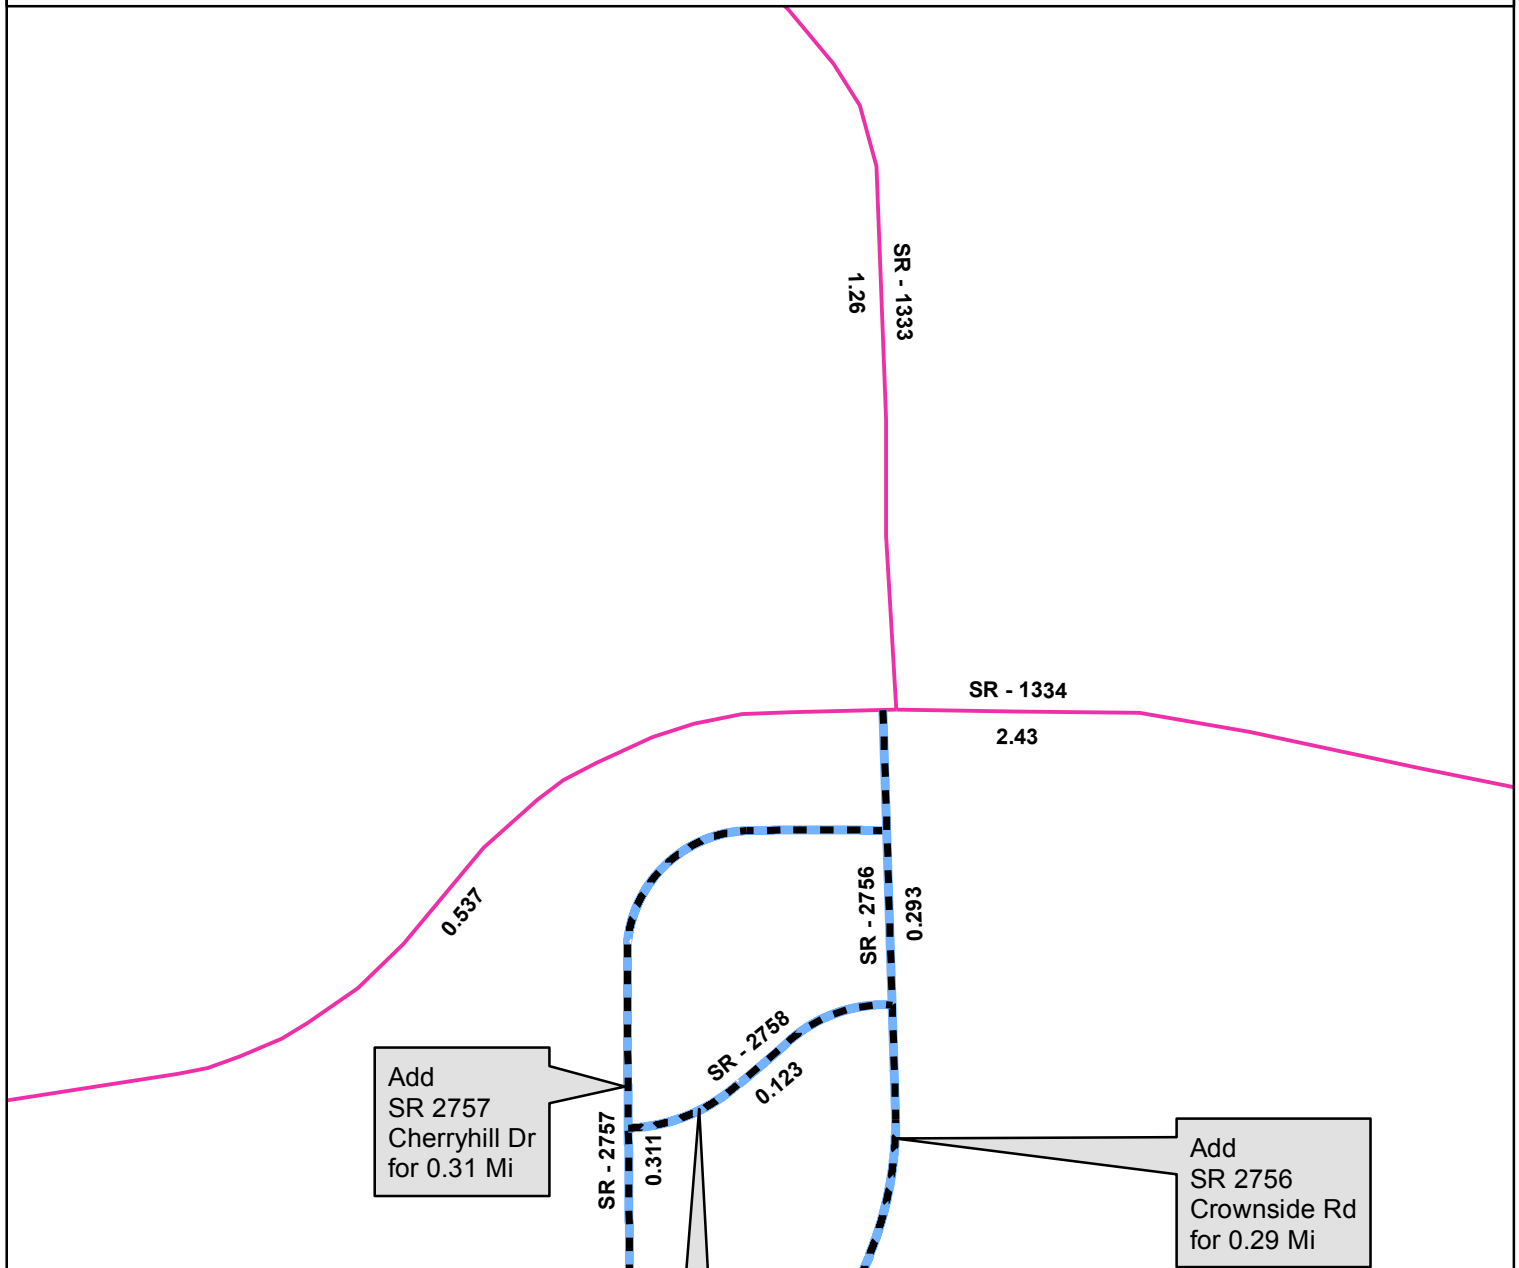 SR - 1333
1.26
SR - 1334
2.43
0.537
SR - 2756
0.293
SR - 2758
0.123
Add
SR 2757
Cherryhill Dr
for 0.31 Mi
SR - 2757
0.311
Add
SR 2756
Crownside Rd
for 0.29 Mi